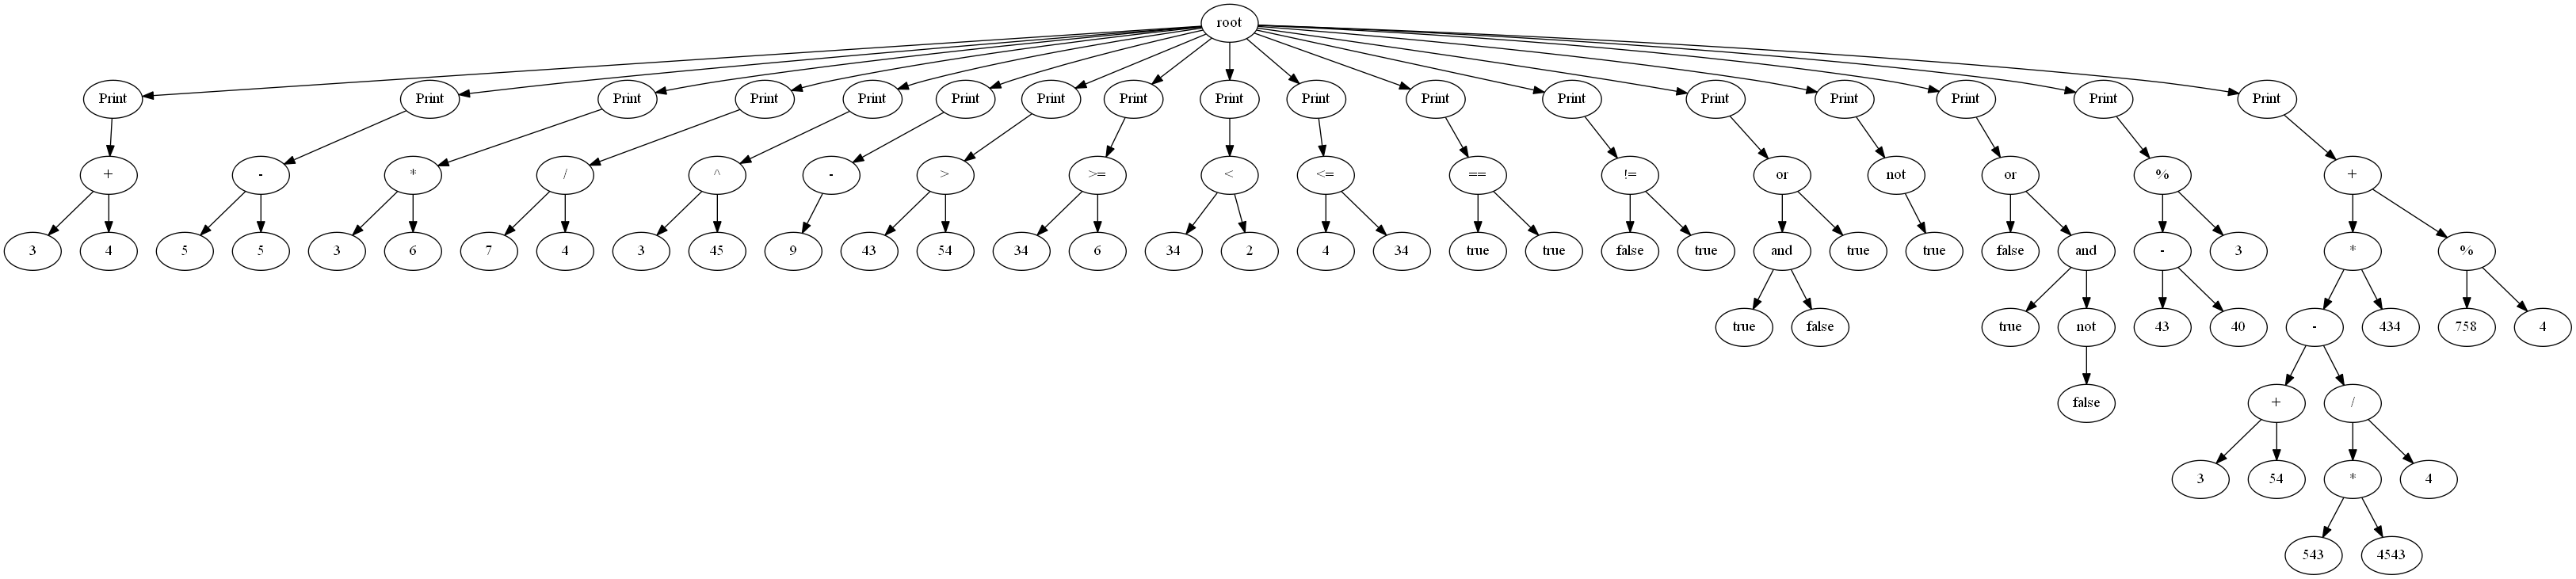 root
Print Print Print Print Print Print Print Print Print Print Print Print Print Print Print Print Print
+ - * / ^ - > >= < <= == != or not or % +
3 4 5 5 3 6 7 4 3 45 9 43 54 34 6 34 2 4 34 true true false true and true true false and - 3 * %
true false true not 43 40 - 434 758 4
false + /
3 54 * 4
543 4543